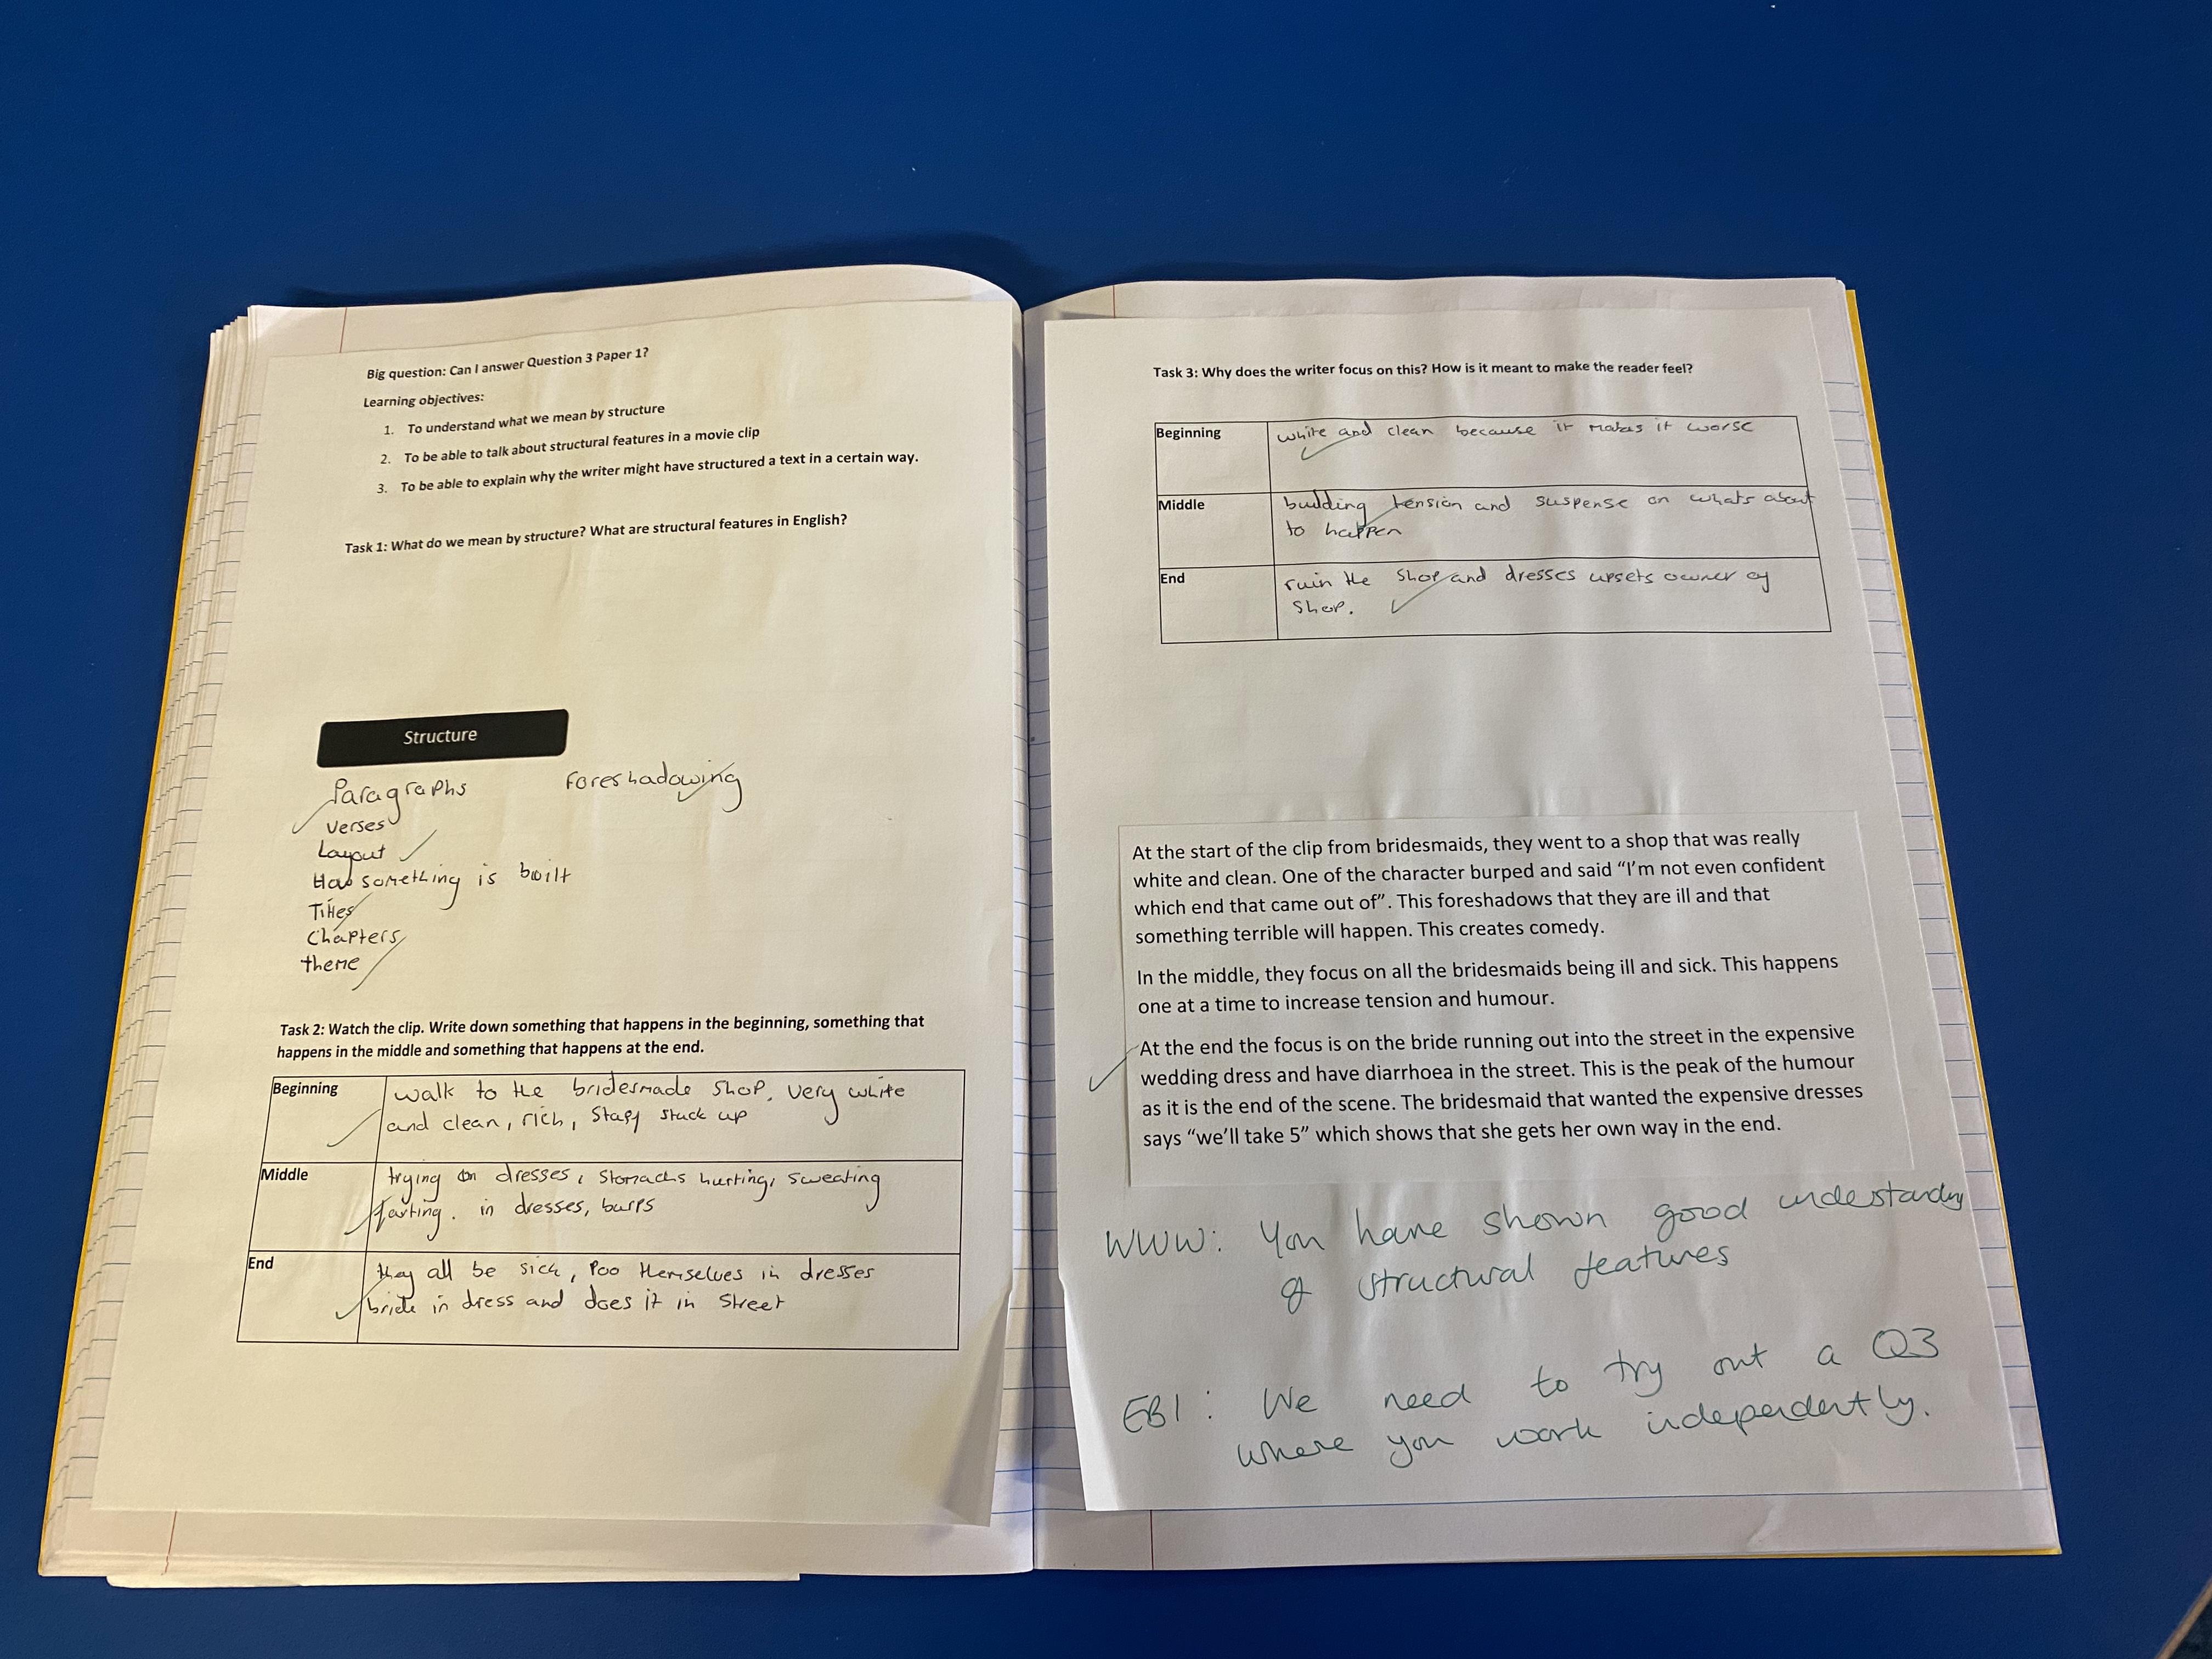 Big question: Can I answer Question 3 Paper 1?
Learning objectives:
1. To understand what we mean by structure
2. To be able to talk about structural features in a movie clip
3. To be able to explain why the writer might have structured a text in a certain way.
Task 1: What do we mean by structure? What are structural features in English?
Structure
Paragraphs
Foreshadowing
Verses
Layout
How something is built
Titles
Chapters
theme
Task 2: Watch the clip. Write down something that happens in the beginning, something that
happens in the middle and something that happens at the end.
Beginning
walk to the bridesmade shop, very white
and clean, rich, Staff stuck up
Middle
trying on dresses, stomachs hurting, sweating
farting. in dresses, burps
End
they all be sick, Poo themselves in dresses
bride in dress and does it in street
Task 3: Why does the writer focus on this? How is it meant to make the reader feel?
Beginning
white and clean because it makes it worse
Middle
building tension and suspense on whats about
to happen
End
ruin the shop and dresses upsets owner of
shop.
At the start of the clip from bridesmaids, they went to a shop that was really
white and clean. One of the character burped and said “I’m not even confident
which end that came out of”. This foreshadows that they are ill and that
something terrible will happen. This creates comedy.
In the middle, they focus on all the bridesmaids being ill and sick. This happens
one at a time to increase tension and humour.
At the end the focus is on the bride running out into the street in the expensive
wedding dress and have diarrhoea in the street. This is the peak of the humour
as it is the end of the scene. The bridesmaid that wanted the expensive dresses
says “we’ll take 5” which shows that she gets her own way in the end.
WWW: You have shown good understanding
of structural features
EBI: We need to try out a Q3
where you work independently.